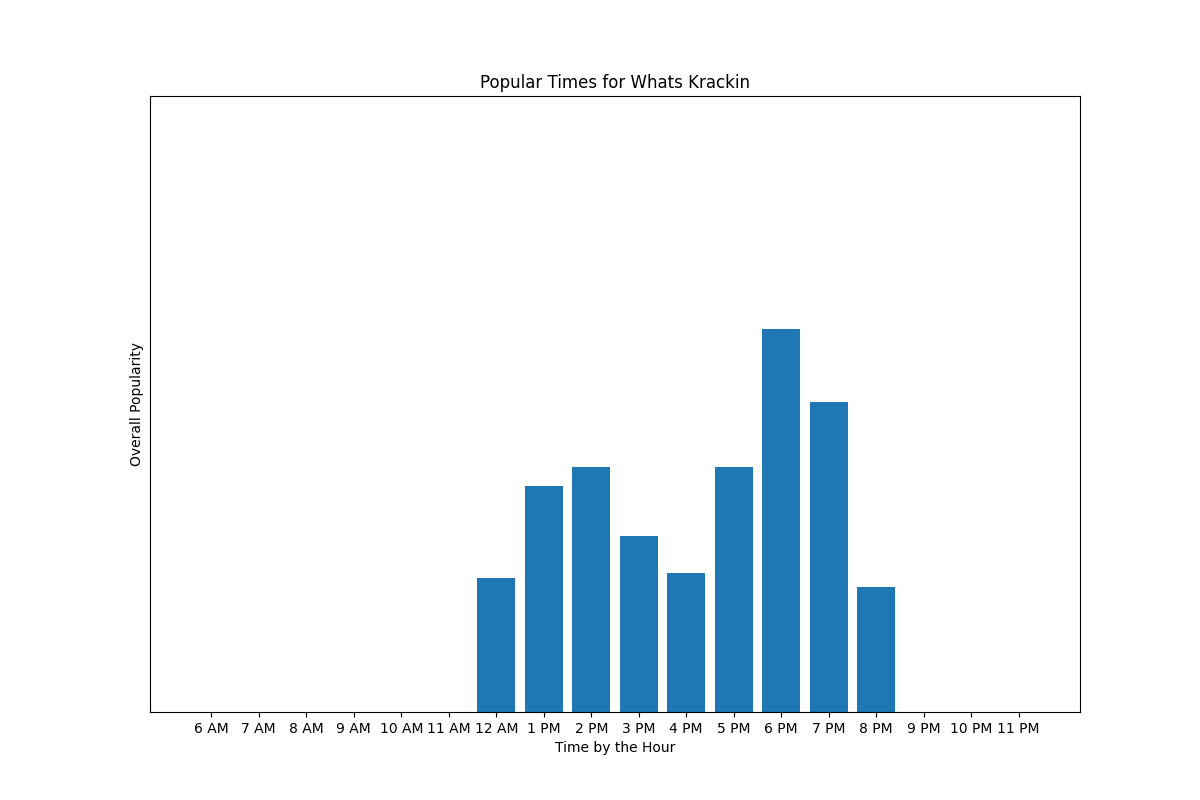 Popular Times for Whats Krackin
Overall Popularity
6 AM 7 AM 8 AM 9 AM 10 AM 11 AM 12 AM 1 PM 2 PM 3 PM 4 PM 5 PM 6 PM 7 PM 8 PM 9 PM 10 PM 11 PM
Time by the Hour